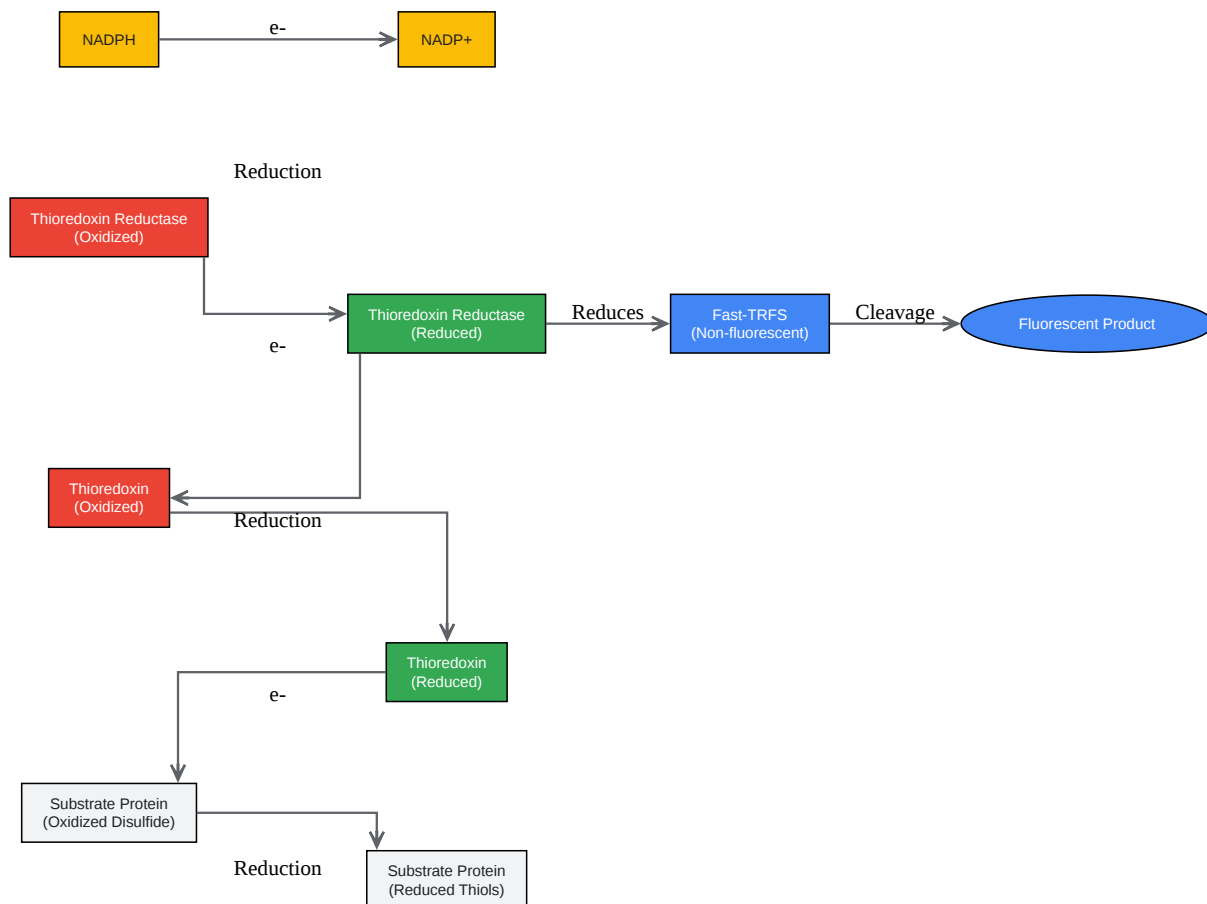 NADPH
e-
NADP+
Reduction
Thioredoxin Reductase
(Oxidized)
Thioredoxin Reductase
(Reduced)
Reduces
Fast-TRFS
(Non-fluorescent)
Cleavage
Fluorescent Product
e-
Thioredoxin
(Oxidized)
Reduction
Thioredoxin
(Reduced)
e-
Substrate Protein
(Oxidized Disulfide)
Reduction
Substrate Protein
(Reduced Thiols)